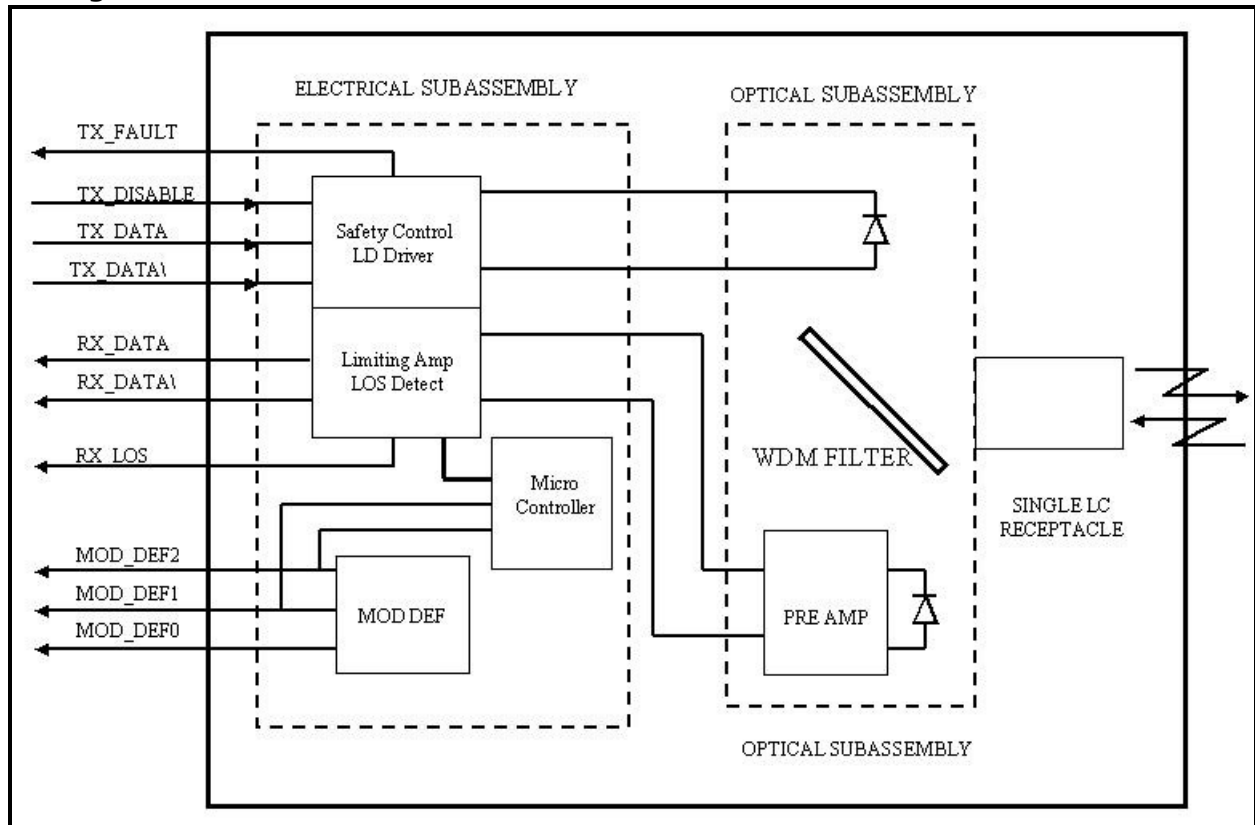 ELECTRICAL SUBASSEMBLY
OPTICAL SUBASSEMBLY
TX_FAULT
TX_DISABLE
TX_DATA
TX_DATA\
Safety Control
LD Driver
RX_DATA
RX_DATA\
Limiting Amp
LOS Detect
RX_LOS
WDM FILTER
Micro
Controller
SINGLE LC
RECEPTACLE
MOD_DEF2
MOD_DEF1
MOD_DEF0
MOD DEF
PRE AMP
OPTICAL SUBASSEMBLY